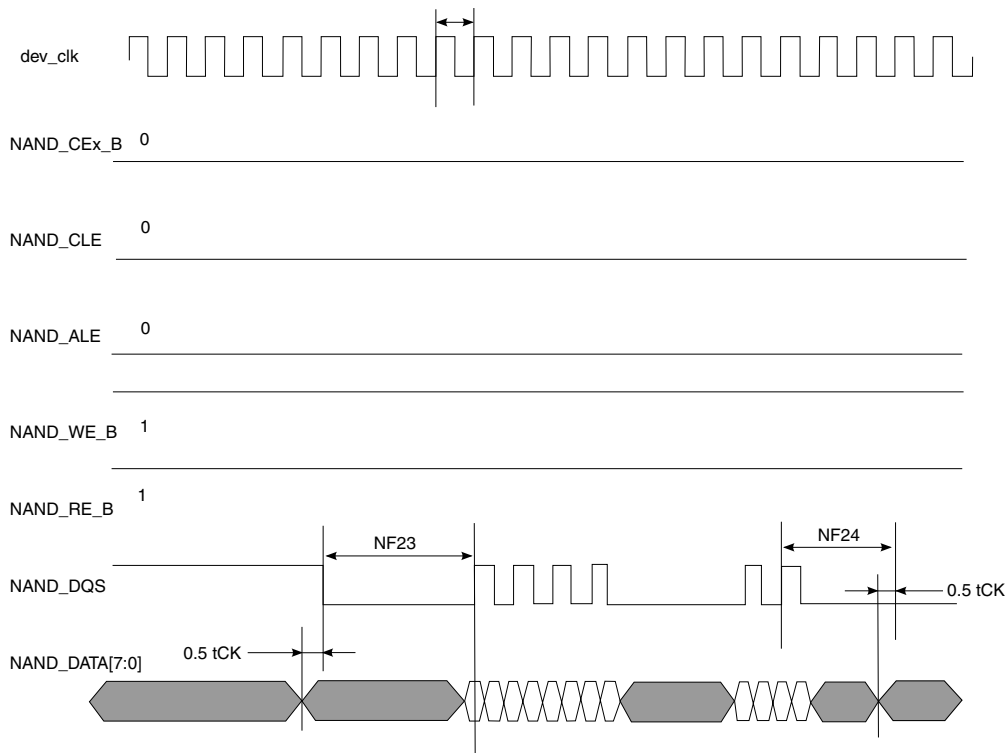 dev_clk
NAND_CEx_B 0
NAND_CLE 0
NAND_ALE 0
NAND_WE_B 1
NAND_RE_B 1
NF23
NF24
NAND_DQS
0.5 tCK
0.5 tCK
NAND_DATA[7:0]